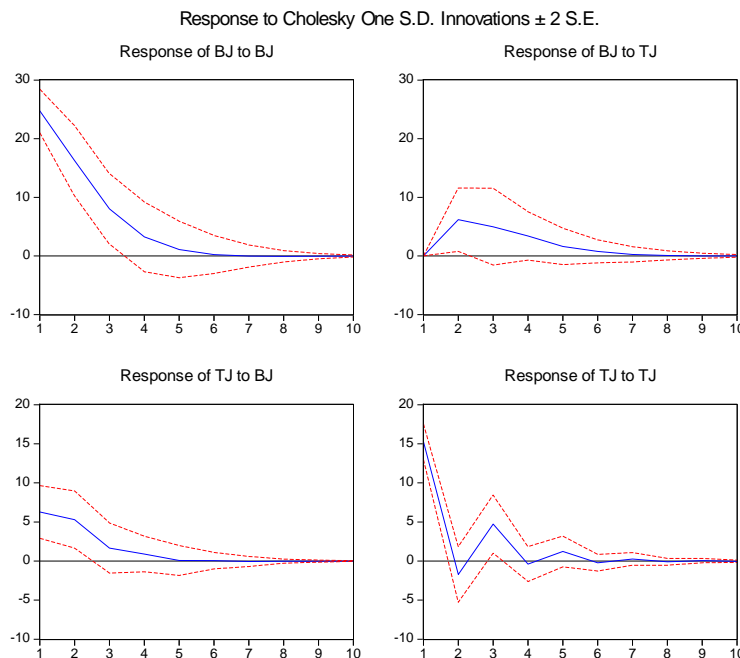 Response to Cholesky One S.D. Innovations ± 2 S.E.
Response of BJ to BJ
30
20
10
0
-10
1 2 3 4 5 6 7 8 9 10
Response of BJ to TJ
30
20
10
0
-10
1 2 3 4 5 6 7 8 9 10
Response of TJ to BJ
20
15
10
5
0
-5
-10
1 2 3 4 5 6 7 8 9 10
Response of TJ to TJ
20
15
10
5
0
-5
-10
1 2 3 4 5 6 7 8 9 10